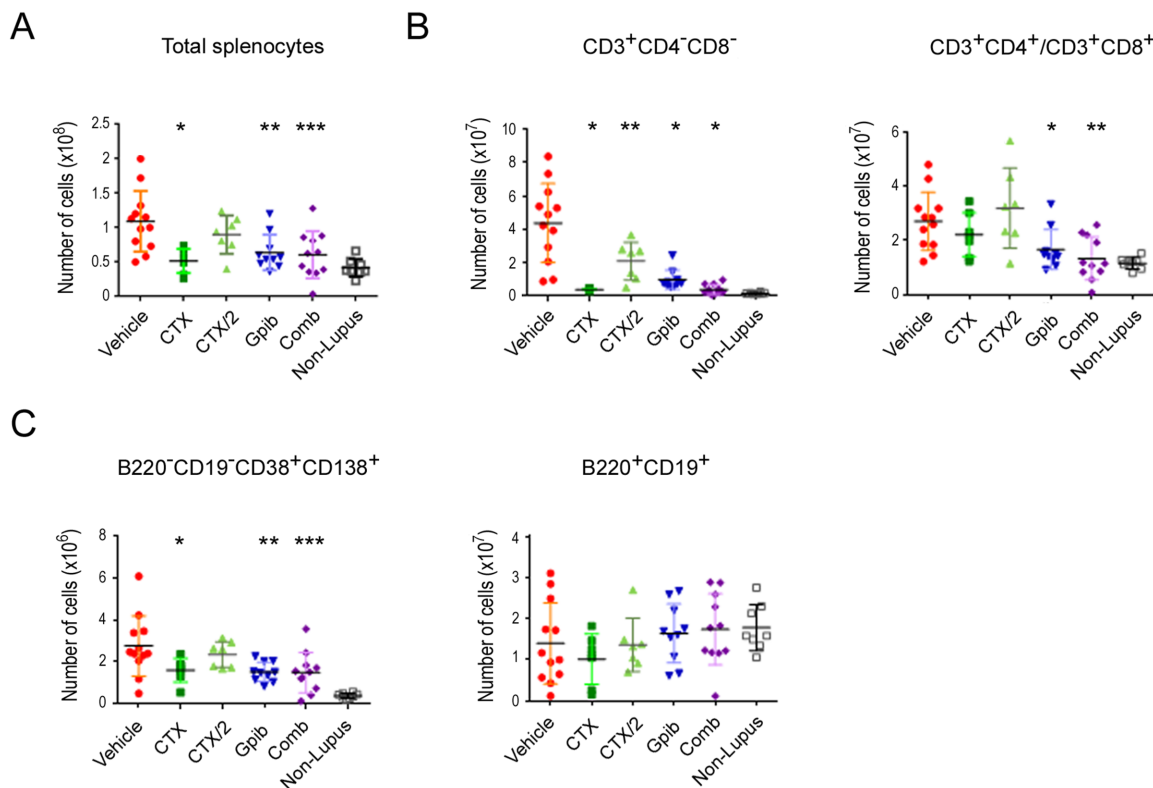 A
Total splenocytes
Number of cells (x10⁸)
2.5
2
1.5
1
0.5
0
*
**
***
Vehicle
CTX
CTX/2
Gpib
Comb
Non-Lupus
B
CD3⁺CD4⁻CD8⁻
Number of cells (x10⁷)
10
8
6
4
2
0
*
**
*
*
Vehicle
CTX
CTX/2
Gpib
Comb
Non-Lupus
CD3⁺CD4⁺/CD3⁺CD8⁺
Number of cells (x10⁷)
6
4
2
0
*
**
Vehicle
CTX
CTX/2
Gpib
Comb
Non-Lupus
C
B220⁻CD19⁻CD38⁺CD138⁺
Number of cells (x10⁶)
8
6
4
2
0
*
**
***
Vehicle
CTX
CTX/2
Gpib
Comb
Non-Lupus
B220⁺CD19⁺
Number of cells (x10⁷)
4
3
2
1
0
Vehicle
CTX
CTX/2
Gpib
Comb
Non-Lupus